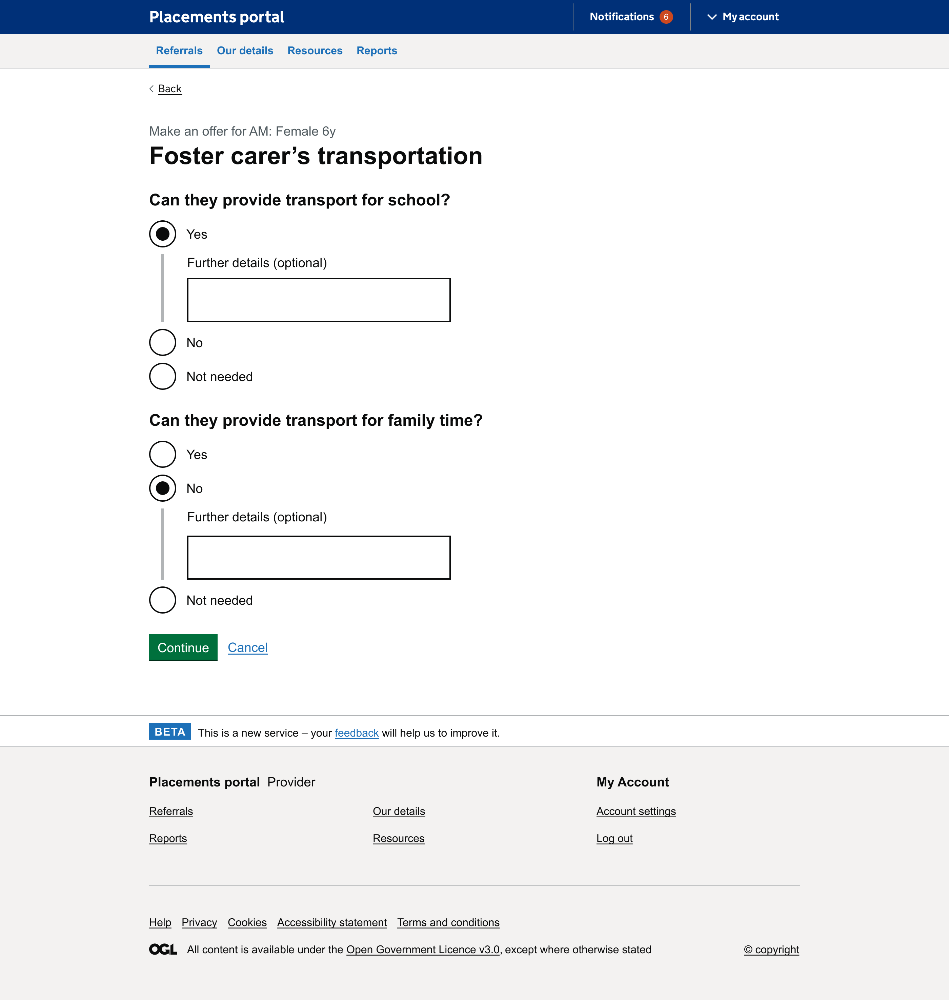 Placements portal
Notifications 6
My account
Referrals
Our details
Resources
Reports
Back
Make an offer for AM: Female 6y
Foster carer’s transportation
Can they provide transport for school?
Yes
Further details (optional)
No
Not needed
Can they provide transport for family time?
Yes
No
Further details (optional)
Not needed
Continue
Cancel
BETA
This is a new service – your feedback will help us to improve it.
Placements portal Provider
My Account
Referrals
Our details
Account settings
Reports
Resources
Log out
Help
Privacy
Cookies
Accessibility statement
Terms and conditions
OGL
All content is available under the Open Government Licence v3.0, except where otherwise stated
© copyright